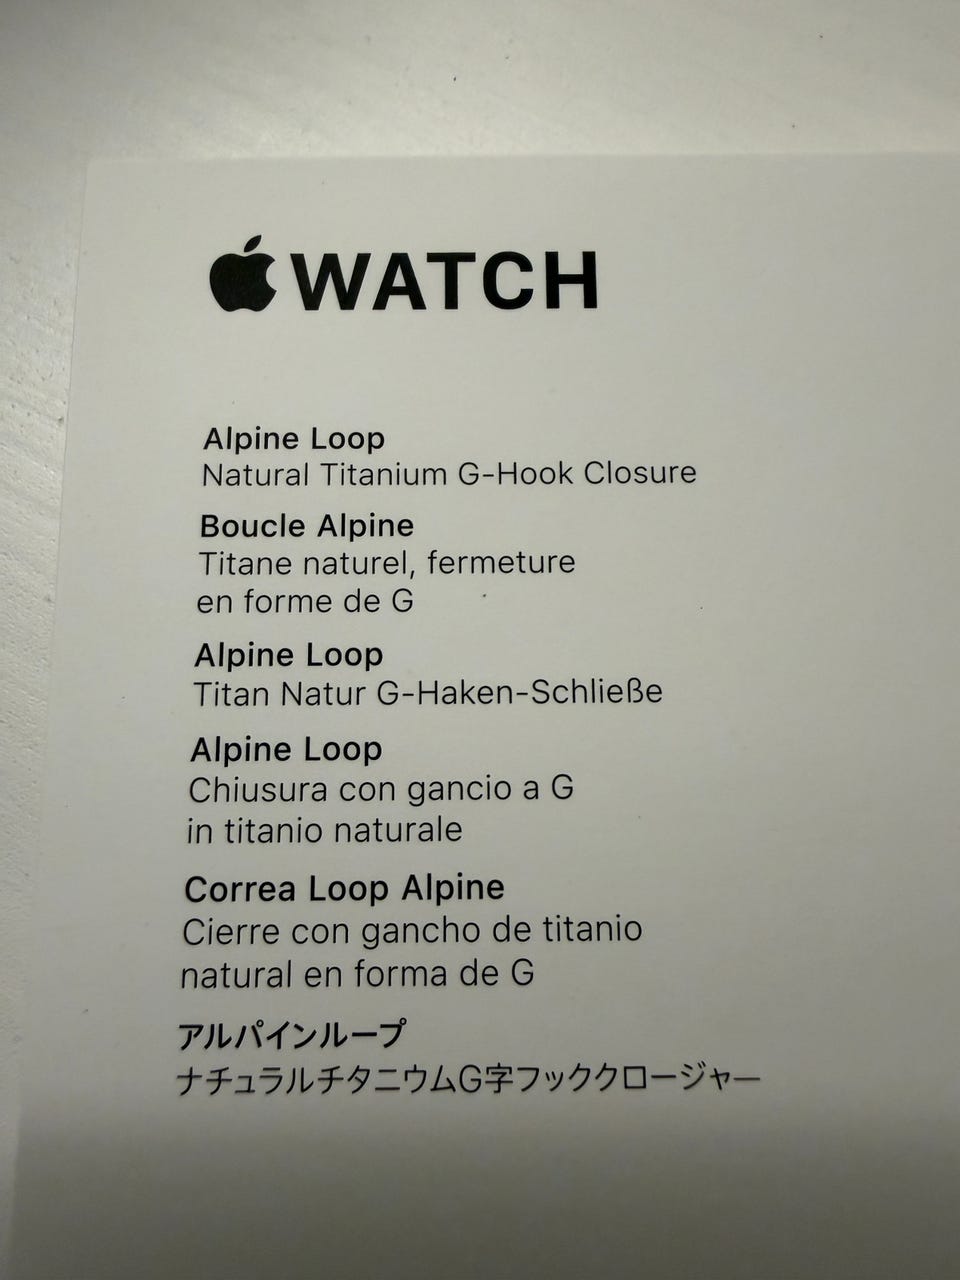 WATCH
Alpine Loop
Natural Titanium G-Hook Closure
Boucle Alpine
Titane naturel, fermeture
en forme de G
Alpine Loop
Titan Natur G-Haken-Schließe
Alpine Loop
Chiusura con gancio a G
in titanio naturale
Correa Loop Alpine
Cierre con gancho de titanio
natural en forma de G
アルパインループ
ナチュラルチタニウムG字フッククロージャー